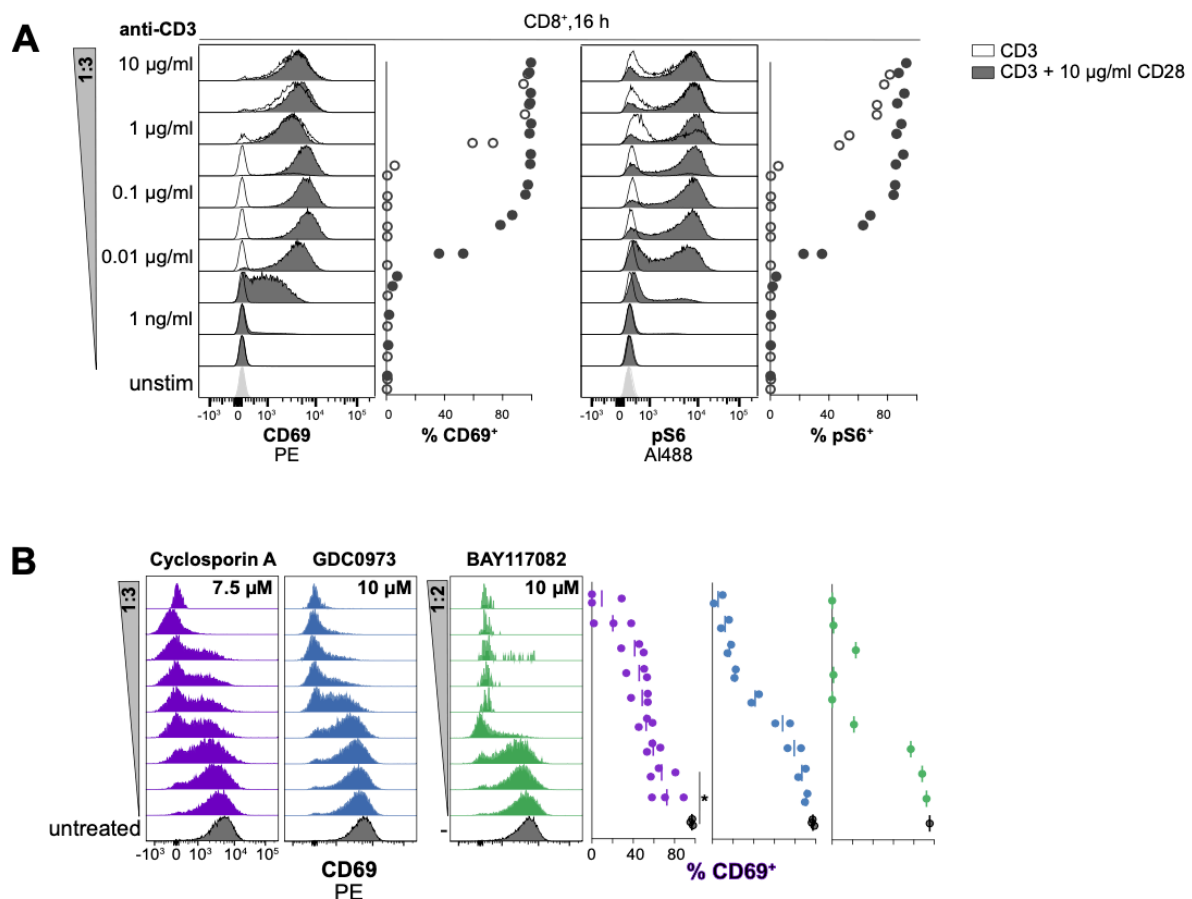 A
anti-CD3
CD8⁺,16 h
1:3
10 µg/ml
1 µg/ml
0.1 µg/ml
0.01 µg/ml
1 ng/ml
unstim
CD3
CD3 + 10 µg/ml CD28
-10³ 0 10³ 10⁴ 10⁵
CD69
PE
0 40 80
% CD69⁺
-10³ 0 10³ 10⁴ 10⁵
pS6
Al488
0 40 80
% pS6⁺
B
Cyclosporin A GDC0973 BAY117082
1:3
7.5 µM
10 µM
1:2
10 µM
*
untreated
-
-10³ 0 10³ 10⁴ 10⁵
CD69
PE
0 40 80
% CD69⁺